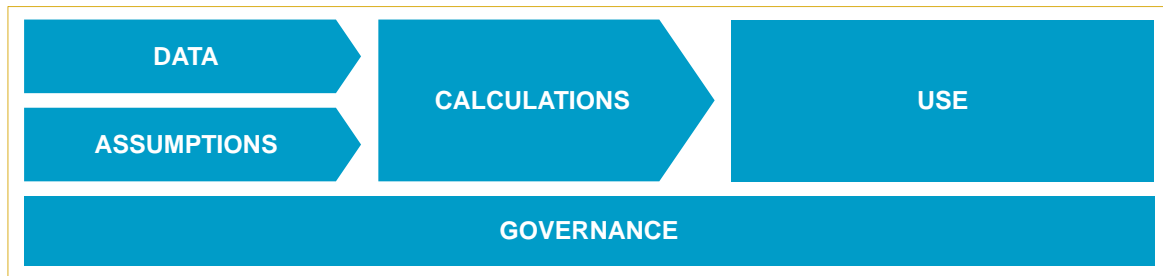 DATA
ASSUMPTIONS
CALCULATIONS
USE
GOVERNANCE